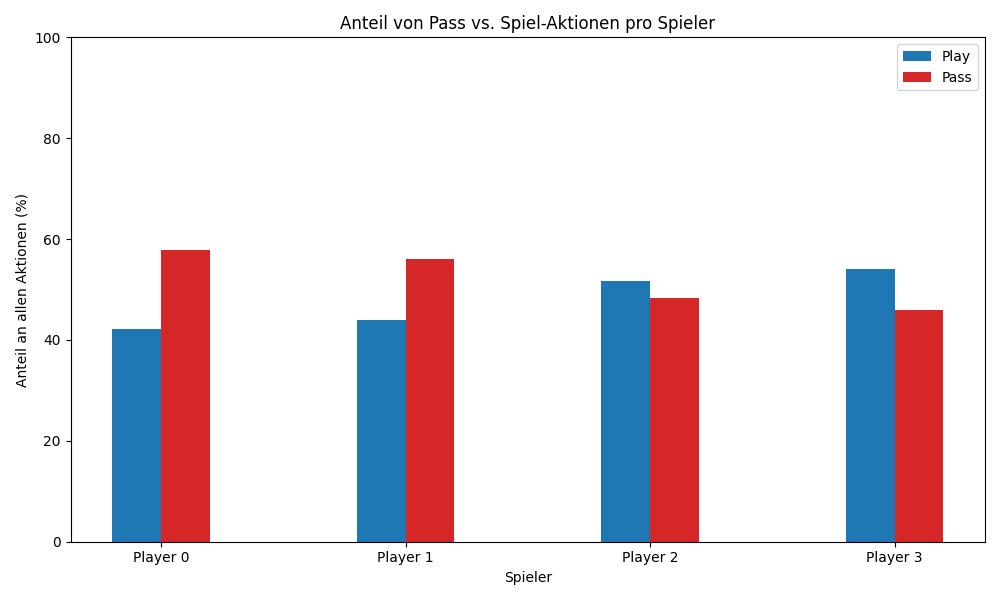 Anteil von Pass vs. Spiel-Aktionen pro Spieler
Play
Pass
Anteil an allen Aktionen (%)
100
80
60
40
20
0
Player 0
Player 1
Player 2
Player 3
Spieler